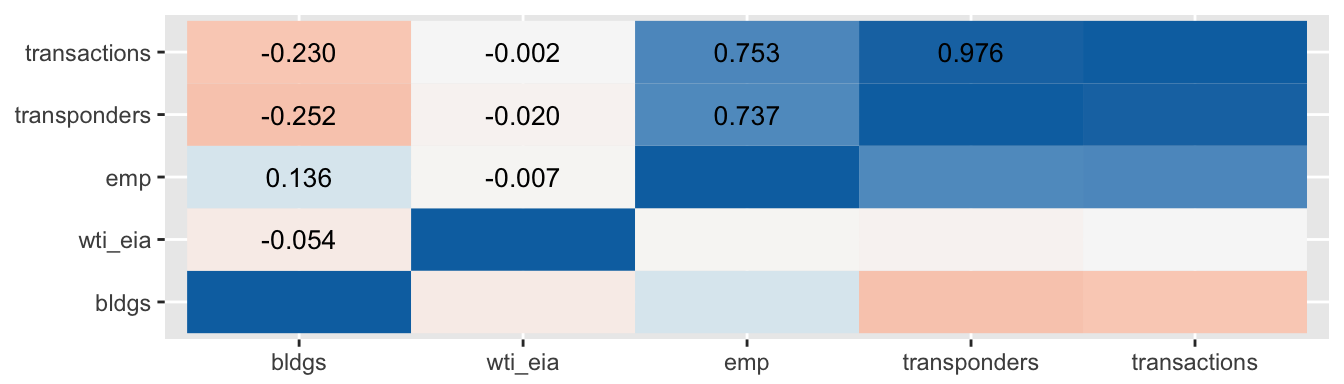 transactions -0.230 -0.002 0.753 0.976
transponders -0.252 -0.020 0.737
emp 0.136 -0.007
wti_eia -0.054
bldgs
bldgs wti_eia emp transponders transactions